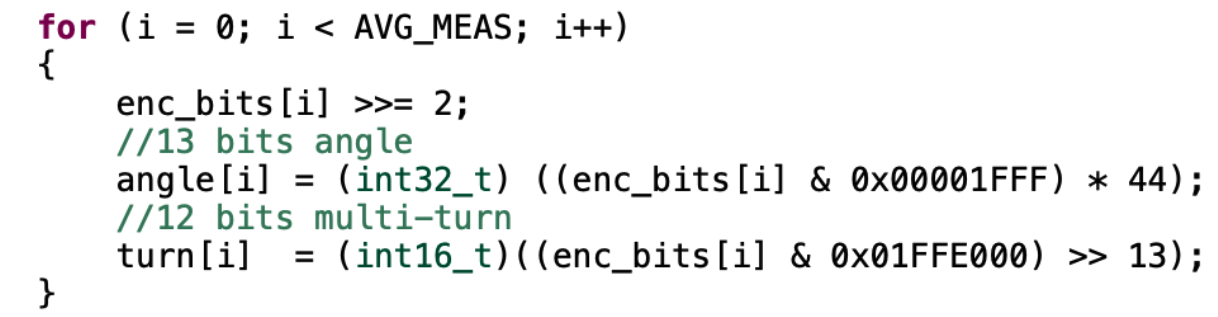 for (i = 0; i < AVG_MEAS; i++)
{
    enc_bits[i] >>= 2;
    //13 bits angle
    angle[i] = (int32_t) ((enc_bits[i] & 0x00001FFF) * 44);
    //12 bits multi-turn
    turn[i]  = (int16_t)((enc_bits[i] & 0x01FFE000) >> 13);
}